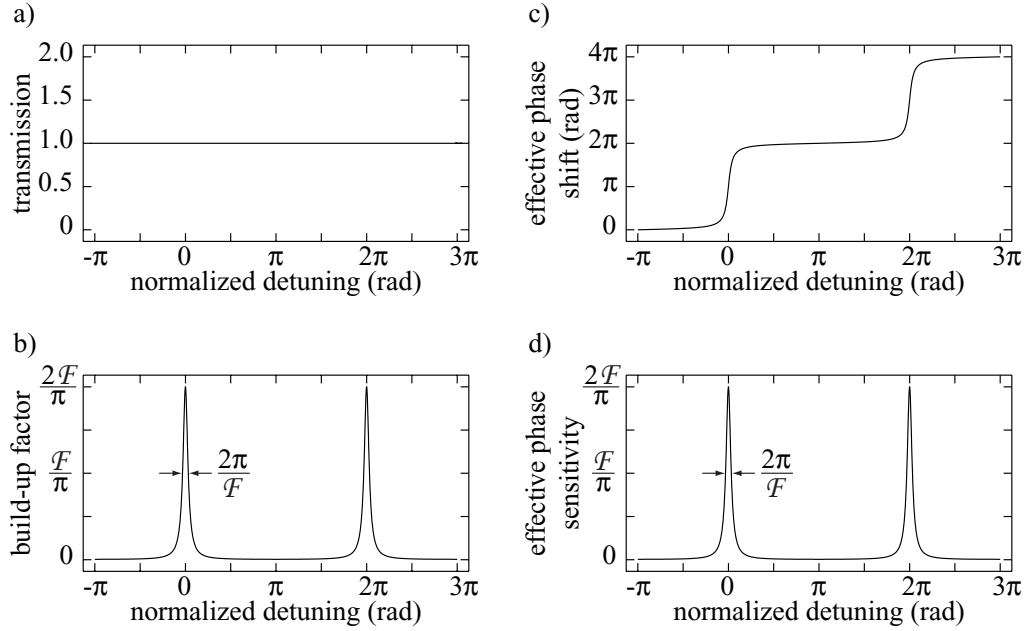 a)
transmission
2.0
1.0
0.5
0
-π 0 π 2π 3π
normalized detuning (rad)
c)
effective phase
shift (rad)
4π
3π
2π
π
0
-π 0 π 2π 3π
normalized detuning (rad)
b)
build-up factor
2ℱ
π
ℱ
π
0
2π
ℱ
-π 0 π 2π 3π
normalized detuning (rad)
d)
effective phase
sensitivity
2ℱ
π
ℱ
π
0
2π
ℱ
-π 0 π 2π 3π
normalized detuning (rad)